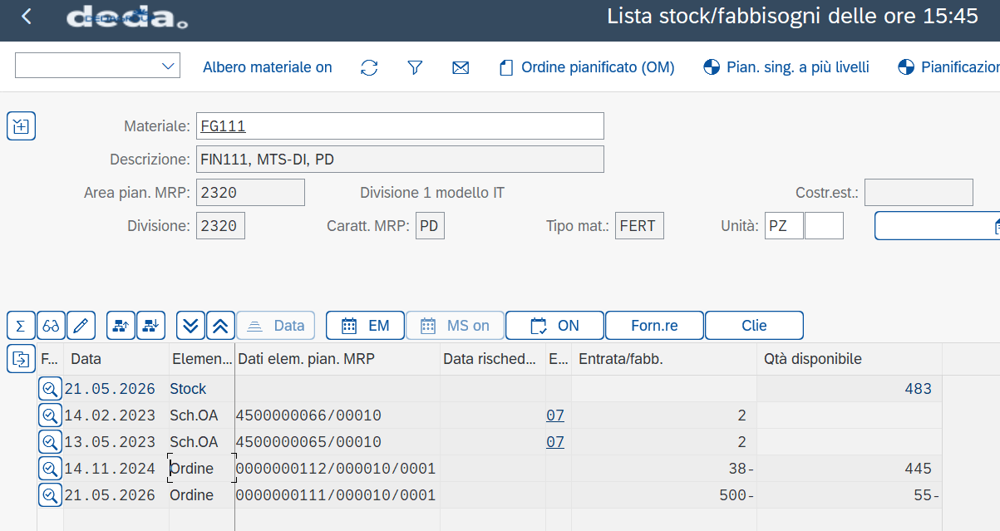 deda.
Lista stock/fabbisogni delle ore 15:45
Albero materiale on Ordine pianificato (OM) Pian. sing. a più livelli Pianificazior
Materiale: FG111
Descrizione: FIN111, MTS-DI, PD
Area pian. MRP: 2320 Divisione 1 modello IT Costr.est.:
Divisione: 2320 Caratt. MRP: PD Tipo mat.: FERT Unità: PZ
Σ Data EM MS on ON Forn.re Clie
F... Data Elemen... Dati elem. pian. MRP Data risched... E... Entrata/fabb. Qtà disponibile
21.05.2026 Stock 483
14.02.2023 Sch.OA 4500000066/00010 07 2
13.05.2023 Sch.OA 4500000065/00010 07 2
14.11.2024 Ordine 0000000112/000010/0001 38- 445
21.05.2026 Ordine 0000000111/000010/0001 500- 55-